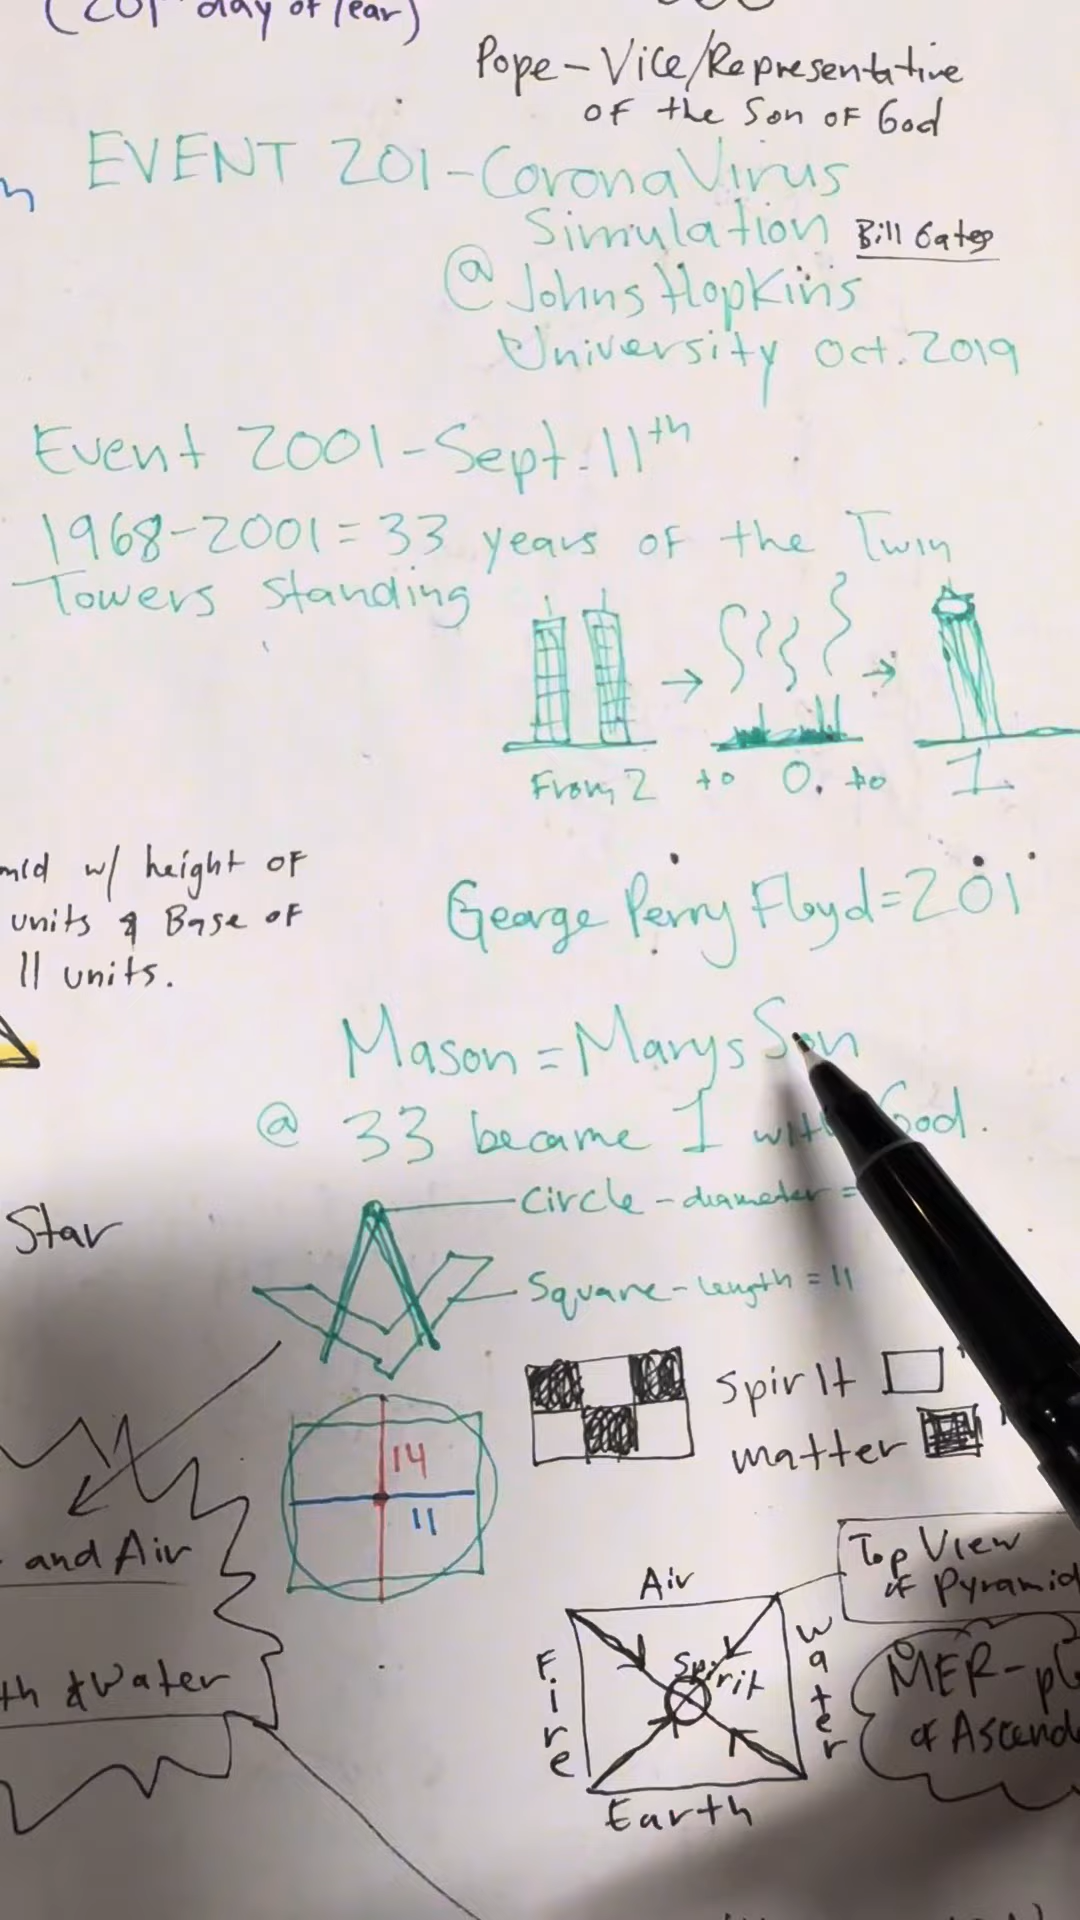 (201st day of Year)
Pope - Vice/Representative
of the Son of God
EVENT 201 - CoronaVirus
Simulation Bill Gates
@ Johns Hopkins
University Oct. 2019
Event 2001 - Sept. 11th
1968-2001 = 33 years of the Twin
Towers Standing
From 2 to 0. to 1
w/ height of
units & Base of
11 units.
George Perry Floyd = 201
Mason = Marys Son
@ 33 became 1 with God.
Star
Circle - diameter =
Square - Length = 11
spirIt
matter
14
11
and Air
& Water
Top View
of Pyramid
Air
Fire
Spirit
Water
Earth
MER -
of Ascend